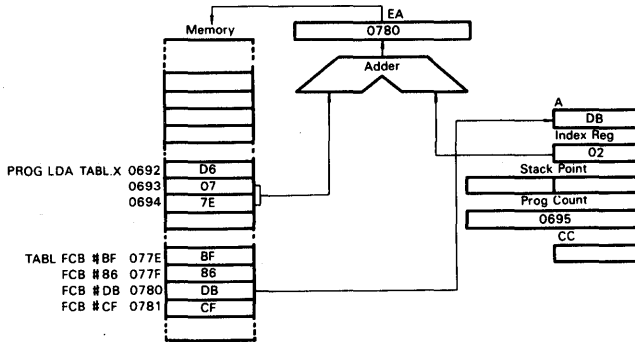 EA
Memory
0780
Adder
A
DB
Index Reg
02
Stack Point
Prog Count
0695
CC
PROG LDA TABL.X 0692 D6
0693 07
0694 7E
TABL FCB #BF 077E BF
FCB #86 077F 86
FCB #DB 0780 DB
FCB #CF 0781 CF